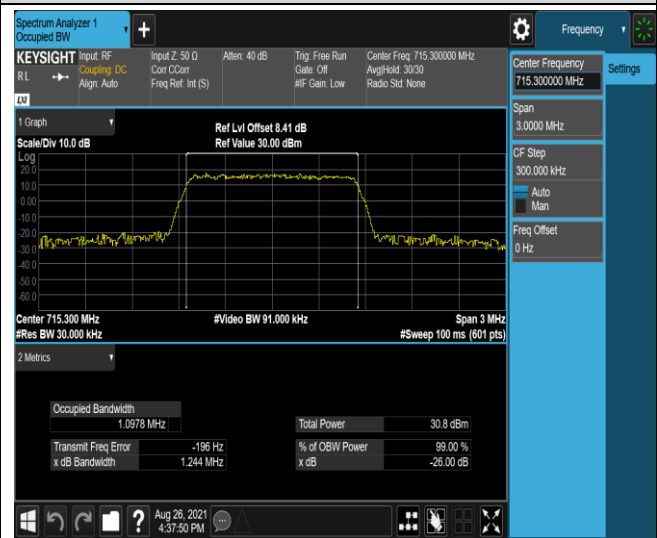 Spectrum Analyzer 1
Occupied BW
+
Frequency
KEYSIGHT
RL
LXI
Input: RF
Coupling: DC
Align: Auto
Input Z: 50 Ω
Corr CCorr
Freq Ref: Int (S)
Atten: 40 dB
Trig: Free Run
Gate: Off
#IF Gain: Low
Center Freq: 715.300000 MHz
Avg|Hold: 30/30
Radio Std: None
Center Frequency
715.300000 MHz
Settings
Span
3.0000 MHz
CF Step
300.000 kHz
Auto
Man
Freq Offset
0 Hz
1 Graph
Scale/Div 10.0 dB
Ref Lvl Offset 8.41 dB
Ref Value 30.00 dBm
Log
20.0
10.0
0.00
-10.0
-20.0
-30.0
-40.0
-50.0
-60.0
Center 715.300 MHz
#Res BW 30.000 kHz
#Video BW 91.000 kHz
Span 3 MHz
#Sweep 100 ms (601 pts)
2 Metrics
Occupied Bandwidth
1.0978 MHz
Total Power 30.8 dBm
Transmit Freq Error -196 Hz
% of OBW Power 99.00 %
x dB Bandwidth 1.244 MHz
x dB -26.00 dB
?
Aug 26, 2021
4:37:50 PM